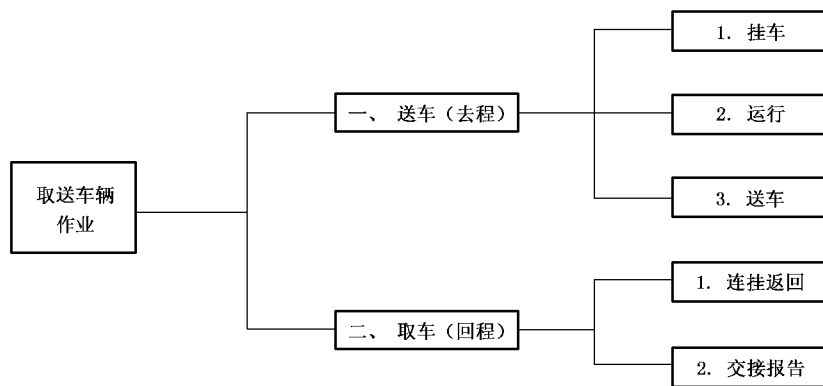 取送车辆
作业
一、 送车（去程）
1. 挂车
2. 运行
3. 送车
二、 取车（回程）
1. 连挂返回
2. 交接报告